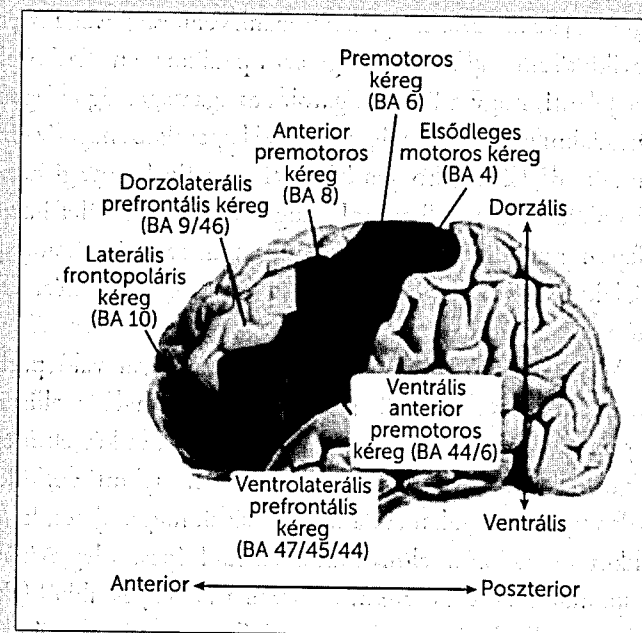 Premotoros
kéreg
(BA 6)
Anterior
premotoros
kéreg
(BA 8)
Elsődleges
motoros kéreg
(BA 4)
Dorzolaterális
prefrontális kéreg
(BA 9/46)
Dorzális
Laterális
frontopoláris
kéreg
(BA 10)
Ventrális
anterior
premotoros
kéreg (BA 44/6)
Ventrolaterális
prefrontális
kéreg
(BA 47/45/44)
Ventrális
Anterior
Poszterior